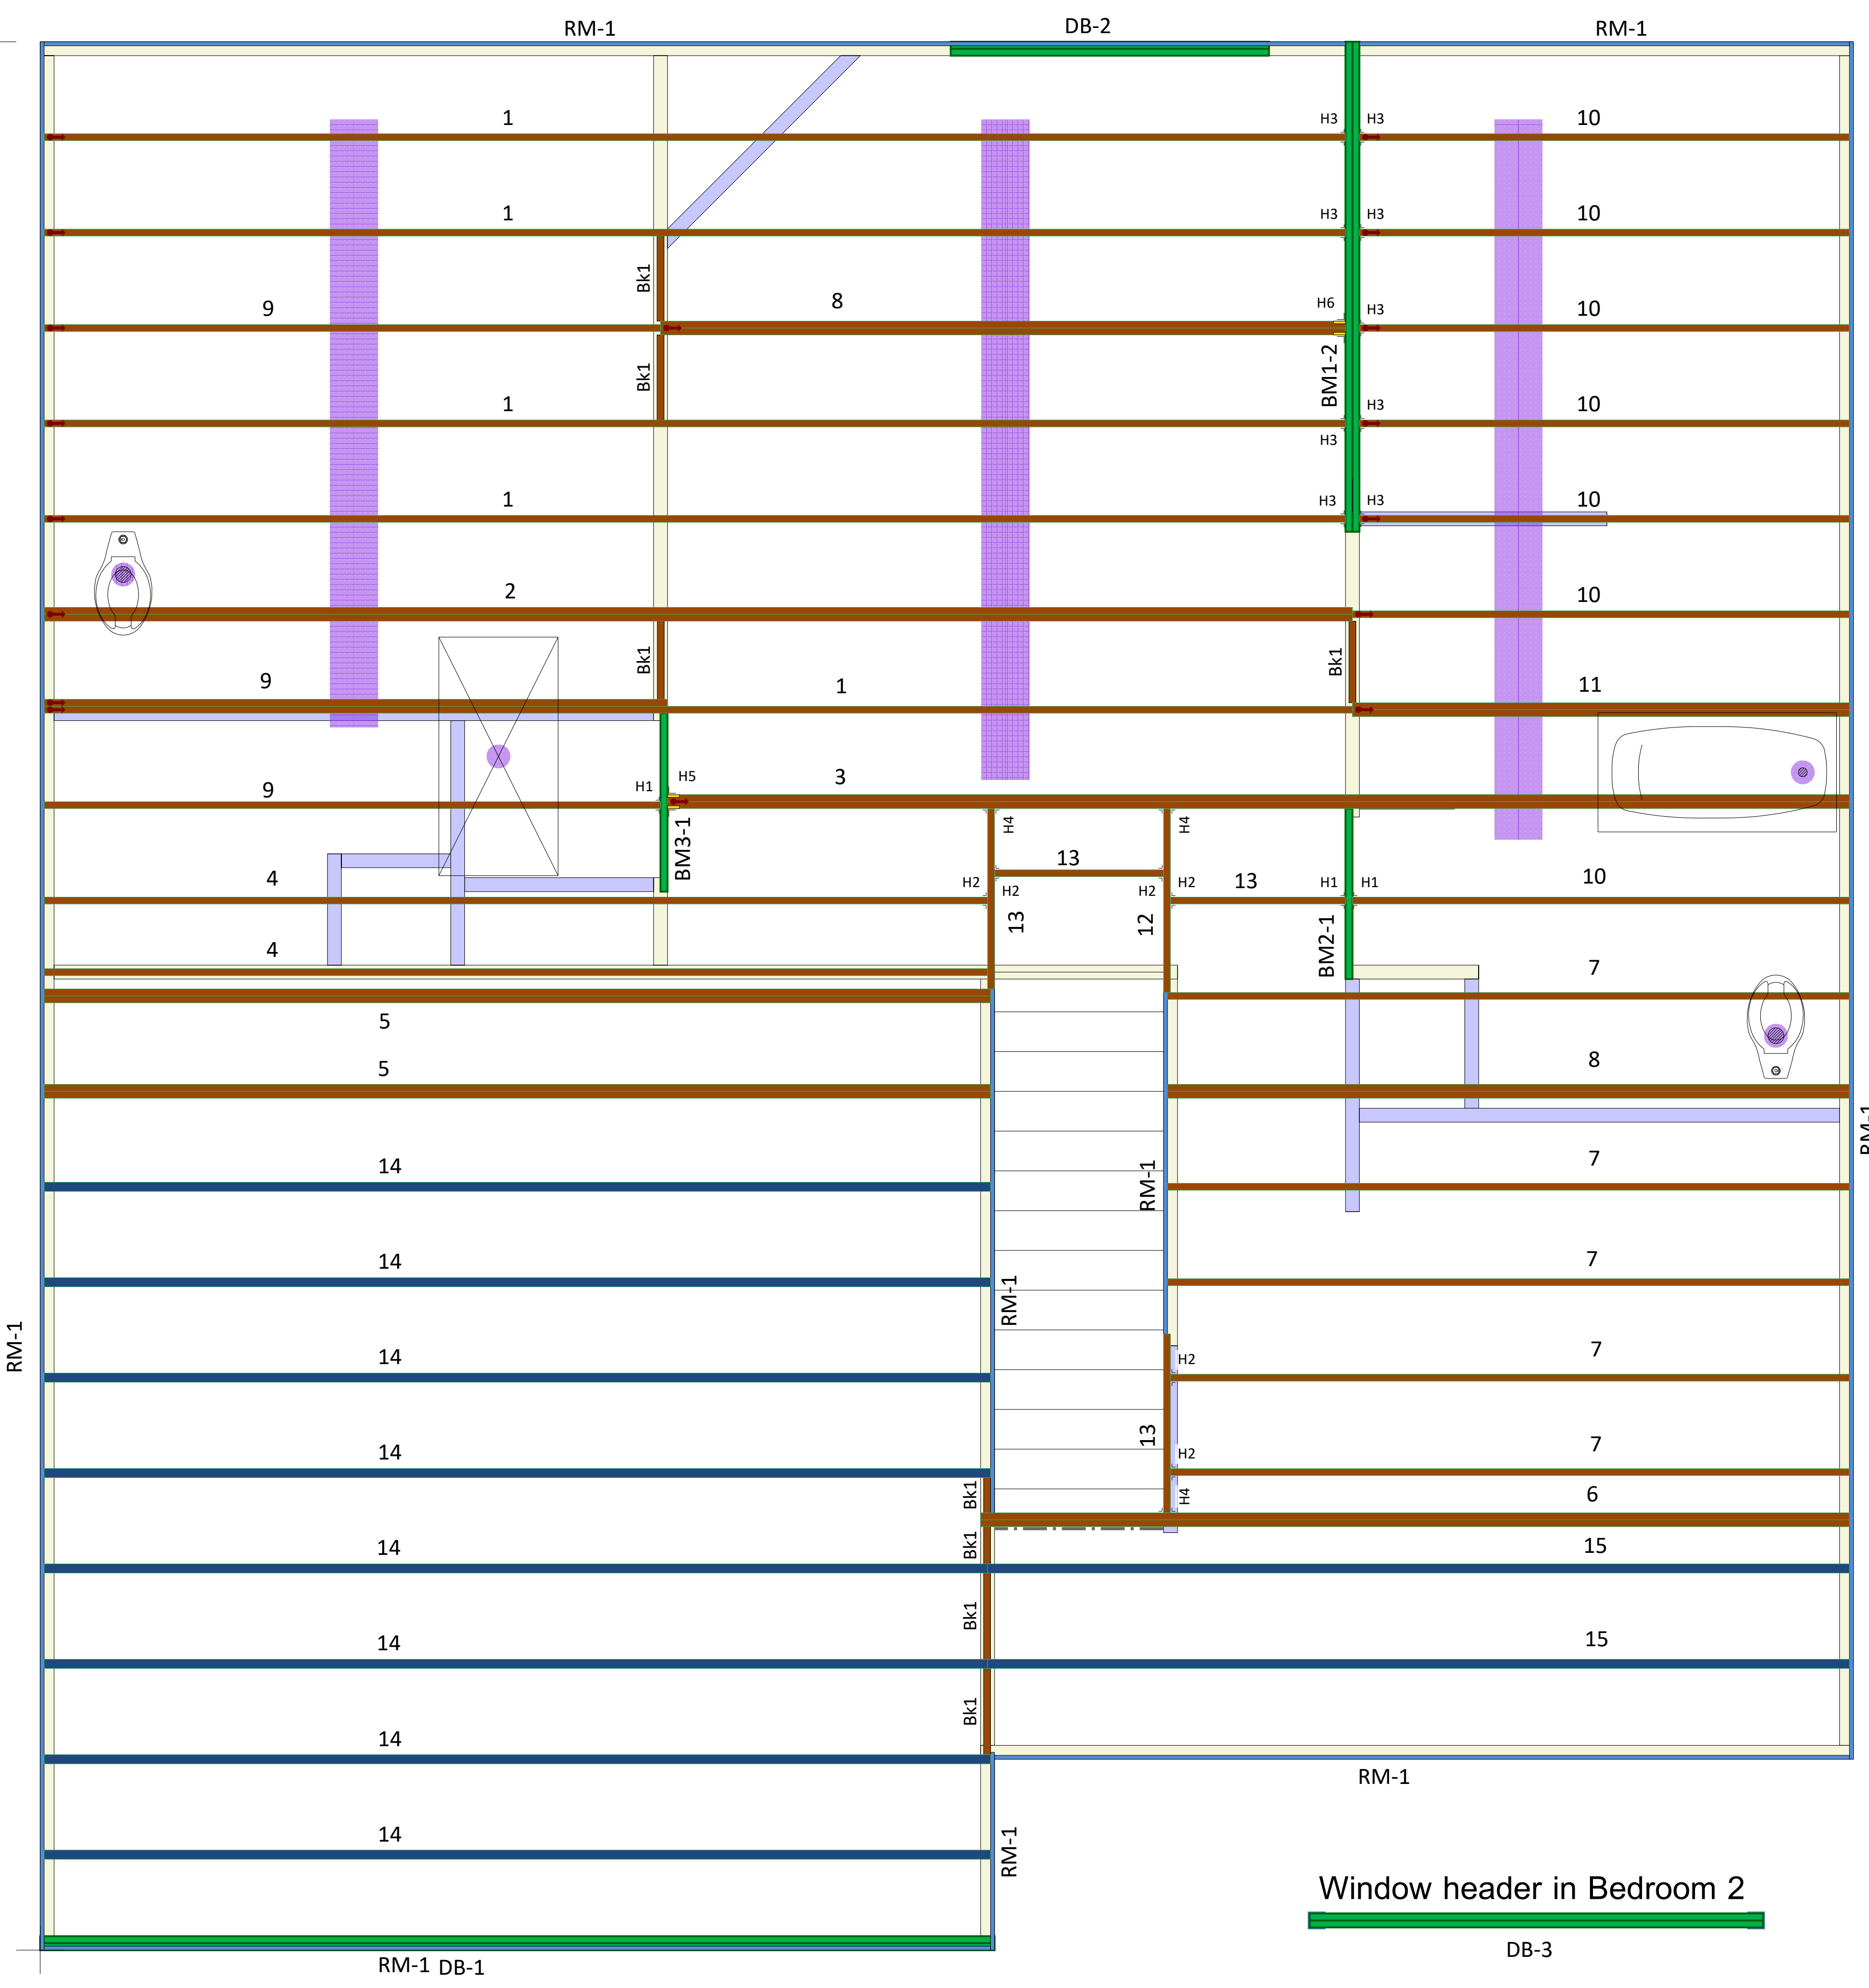 RM-1 DB-2 RM-1
1 H3 H3 10
1 H3 H3 10
Bk1
9 8 H6 H3 10
Bk1 BM1-2
1 H3 10
H3
1 H3 H3 10
2 10
Bk1 Bk1
9 1 11
9 H1 H5 3
BM3-1 H4 H4
13
4 H2 H2 H2 H2 13 H1 H1 10
13 12 BM2-1
4 7
5
5 8
RM-1
14 RM-1 7
14 RM-1 7
RM-1
14 H2 7
14 13 H2 7
Bk1 H4 6
14 Bk1 15
Bk1
14 15
Bk1
14
RM-1
14 RM-1
Window header in Bedroom 2
DB-3
RM-1 DB-1